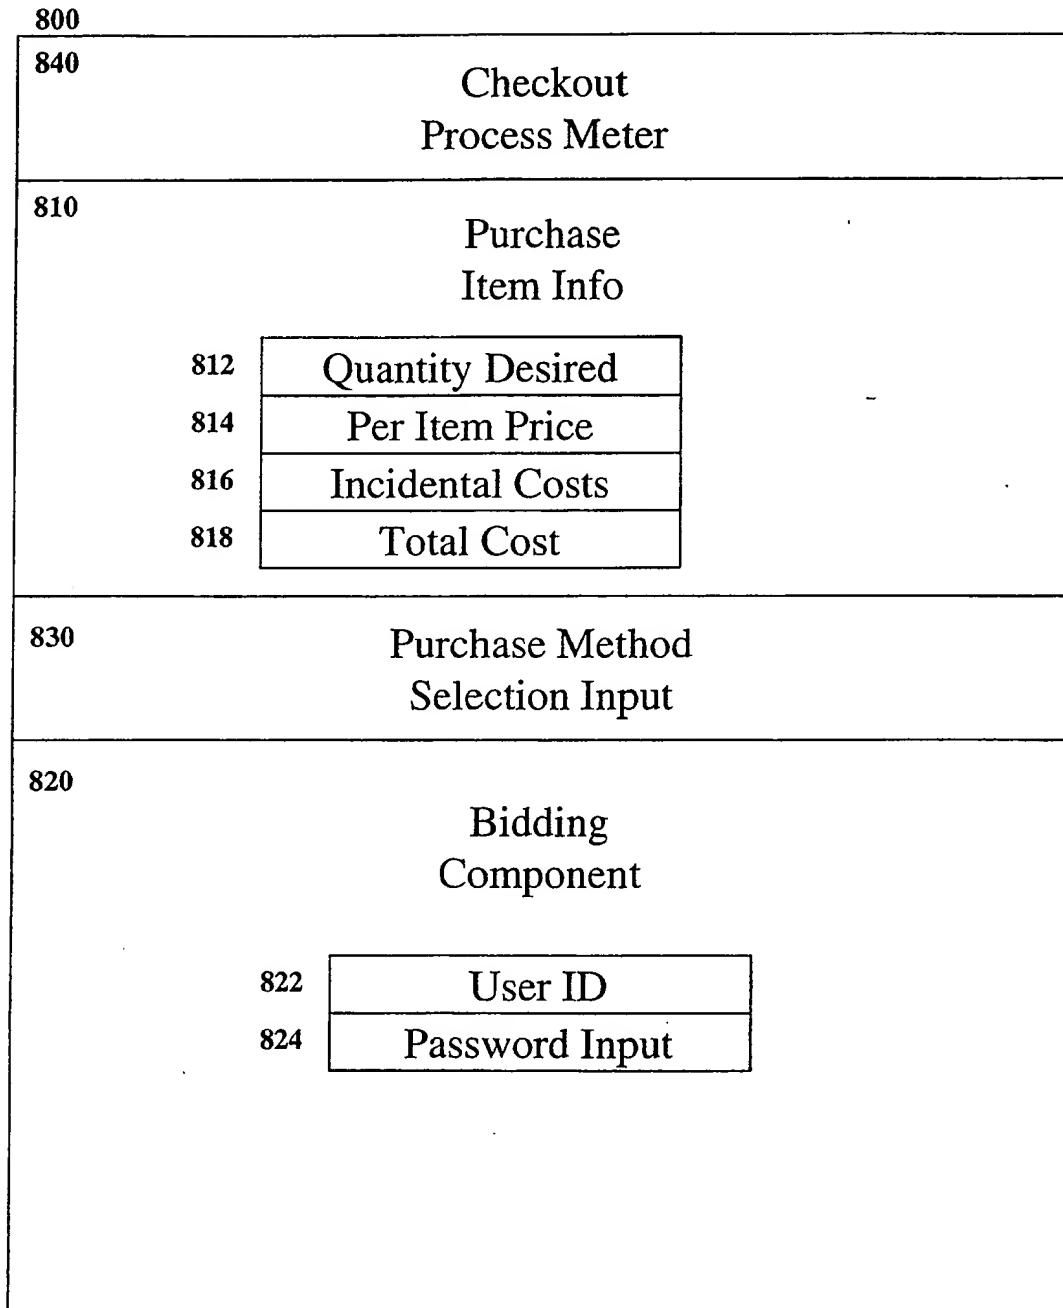 800
840
Checkout
Process Meter
810
Purchase
Item Info
812 Quantity Desired
814 Per Item Price
816 Incidental Costs
818 Total Cost
830 Purchase Method
Selection Input
820
Bidding
Component
822 User ID
824 Password Input